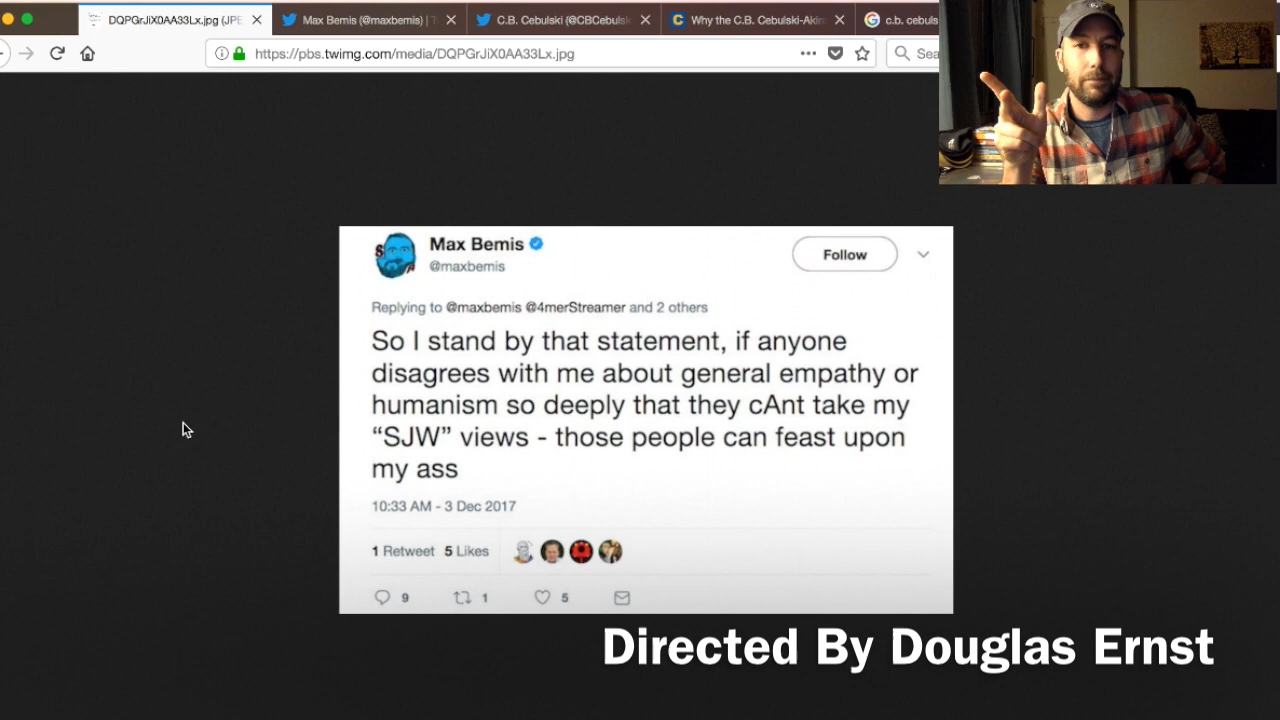 DQPGrJiX0AA33Lx.jpg (JPE
Max Bemis (@maxbemis) | T
C.B. Cebulski (@CBCebulsk
Why the C.B. Cebulski-Akir
c.b. cebuls
https://pbs.twimg.com/media/DQPGrJiX0AA33Lx.jpg
Sea
Max Bemis
@maxbemis
Follow
Replying to @maxbemis @4merStreamer and 2 others
So I stand by that statement, if anyone
disagrees with me about general empathy or
humanism so deeply that they cAnt take my
“SJW” views - those people can feast upon
my ass
10:33 AM - 3 Dec 2017
1 Retweet 5 Likes
9 1 5
Directed By Douglas Ernst